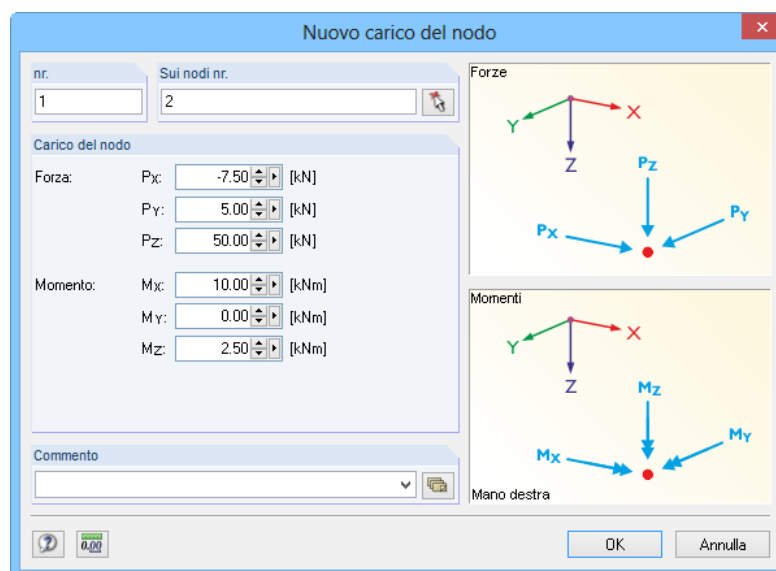 Nuovo carico del nodo
nr.
1
Sui nodi nr.
2
Carico del nodo
Forza: PX: -7.50 [kN]
PY: 5.00 [kN]
PZ: 50.00 [kN]
Momento: MX: 10.00 [kNm]
MY: 0.00 [kNm]
MZ: 2.50 [kNm]
Commento
Forze
X
Y
Z
PZ
PY
PX
Momenti
X
Y
Z
MZ
MY
MX
Mano destra
0.00
OK Annulla